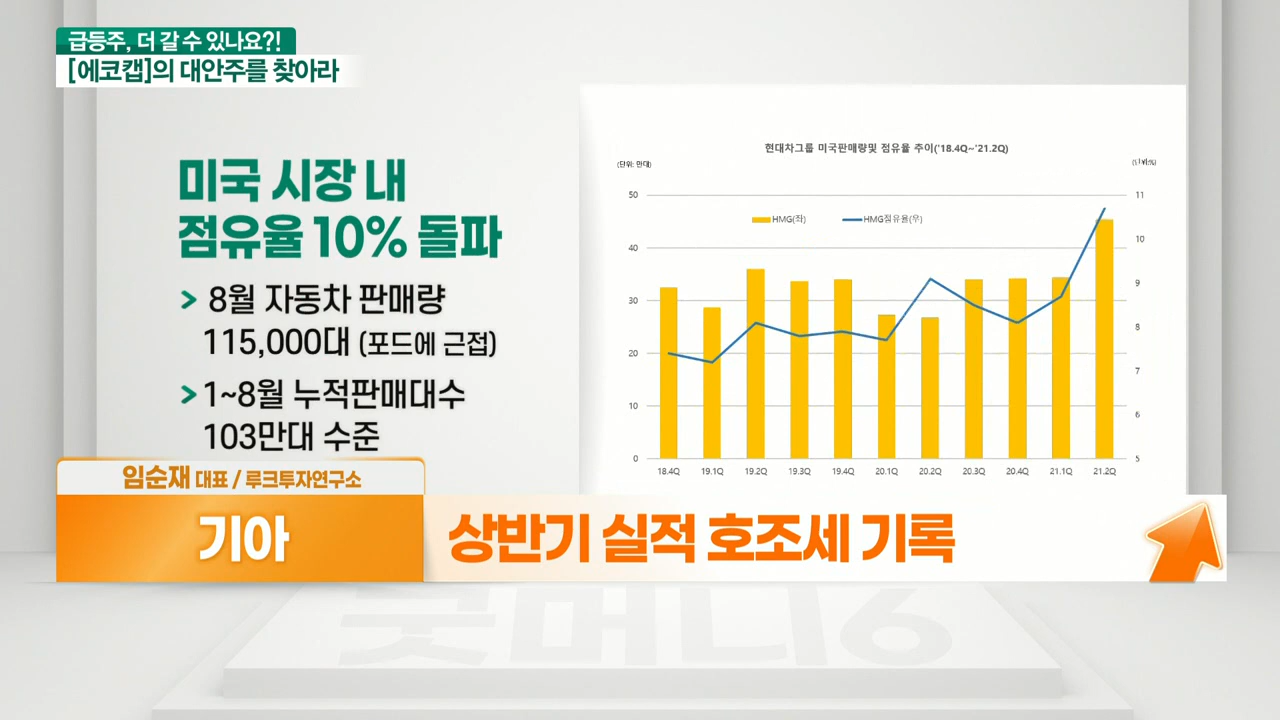 급등주, 더 갈 수 있나요?!
[에코캡]의 대안주를 찾아라
미국 시장 내
점유율 10% 돌파
> 8월 자동차 판매량
115,000대 (포드에 근접)
> 1~8월 누적판매대수
103만대 수준
현대차그룹 미국판매량및 점유율 추이('18.4Q~'21.2Q)
(단위: 만대)
50
40
30
20
10
0
HMG(좌)
HMG점유율(우)
11
10
9
8
7
6
5
18.4Q 19.1Q 19.2Q 19.3Q 19.4Q 20.1Q 20.2Q 20.3Q 20.4Q 21.1Q 21.2Q
임순재 대표 / 루크투자연구소
기아
상반기 실적 호조세 기록
굿머니6